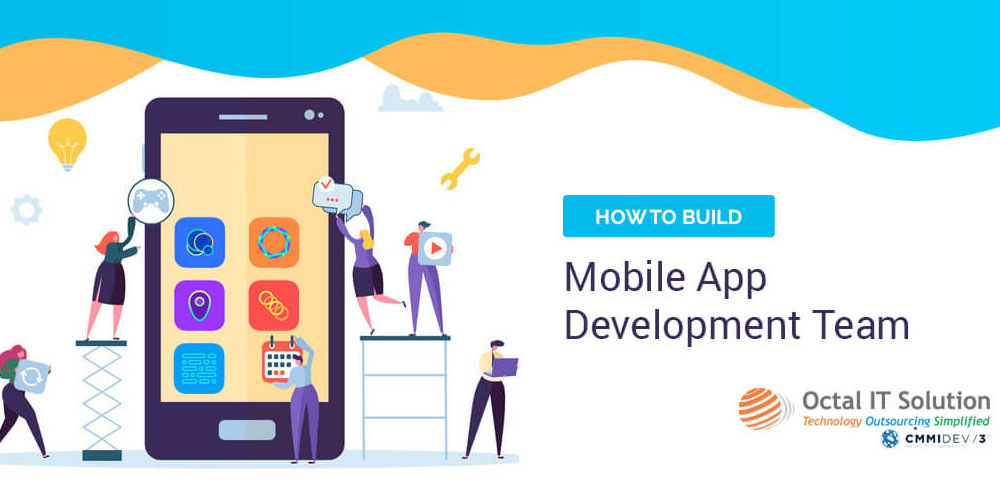 HOW TO BUILD
Mobile App
Development Team
Octal IT Solution
Technology Outsourcing Simplified
CMMIDEV/3